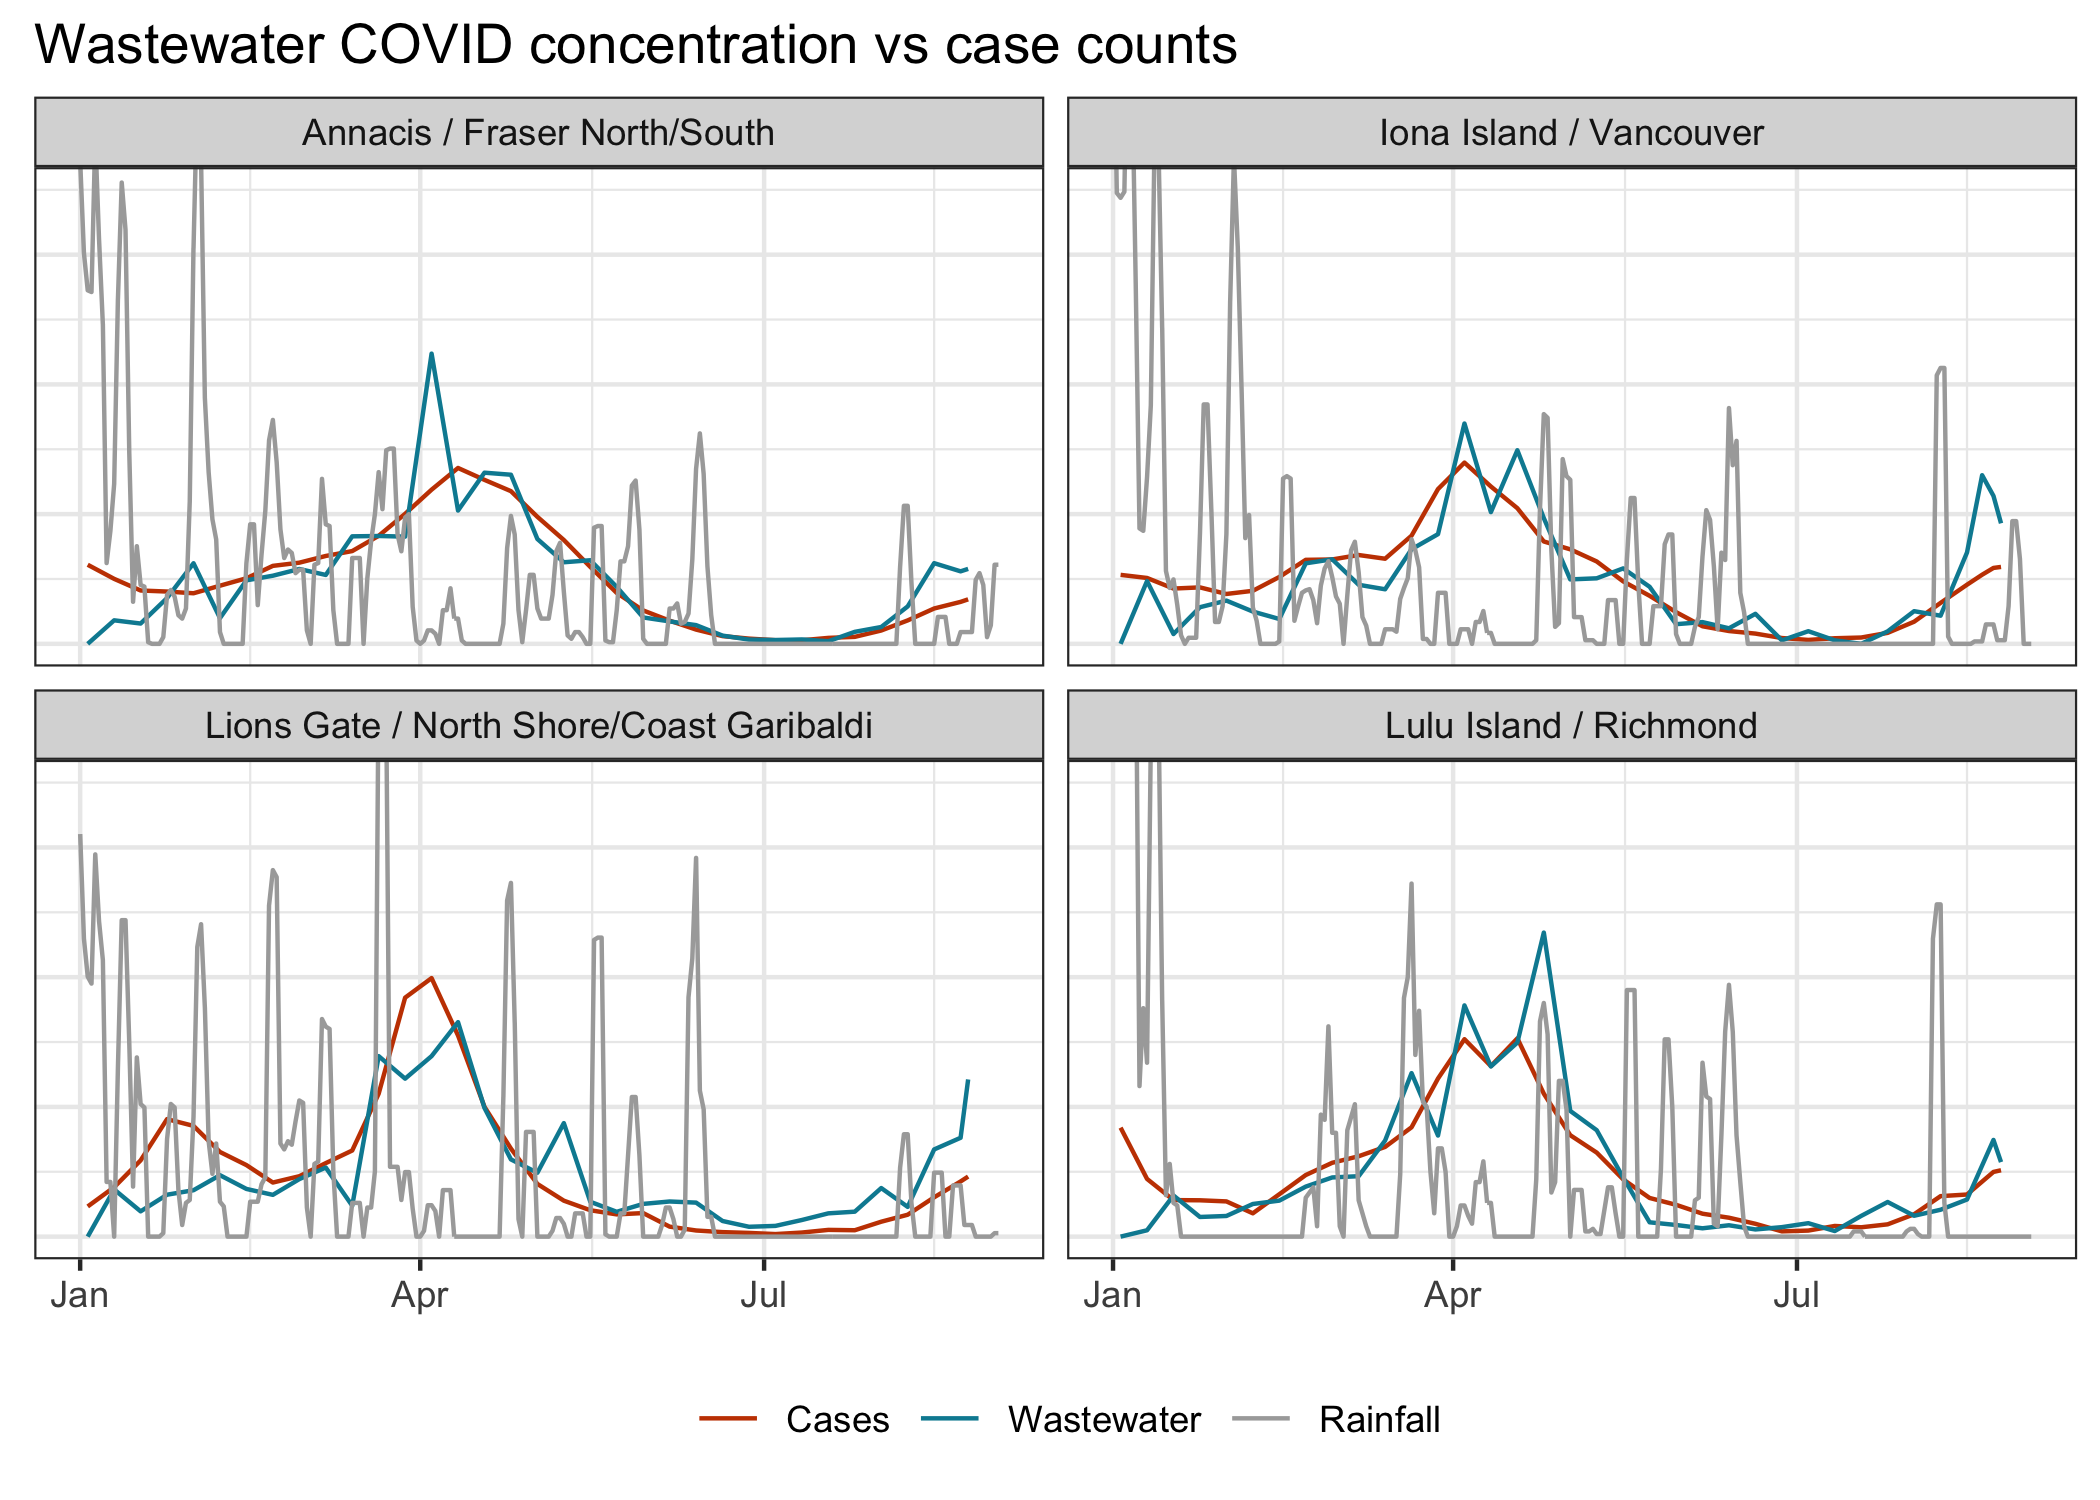 Wastewater COVID concentration vs case counts
Annacis / Fraser North/South
Iona Island / Vancouver
Lions Gate / North Shore/Coast Garibaldi
Lulu Island / Richmond
Jan Apr Jul Jan Apr Jul
Cases Wastewater Rainfall